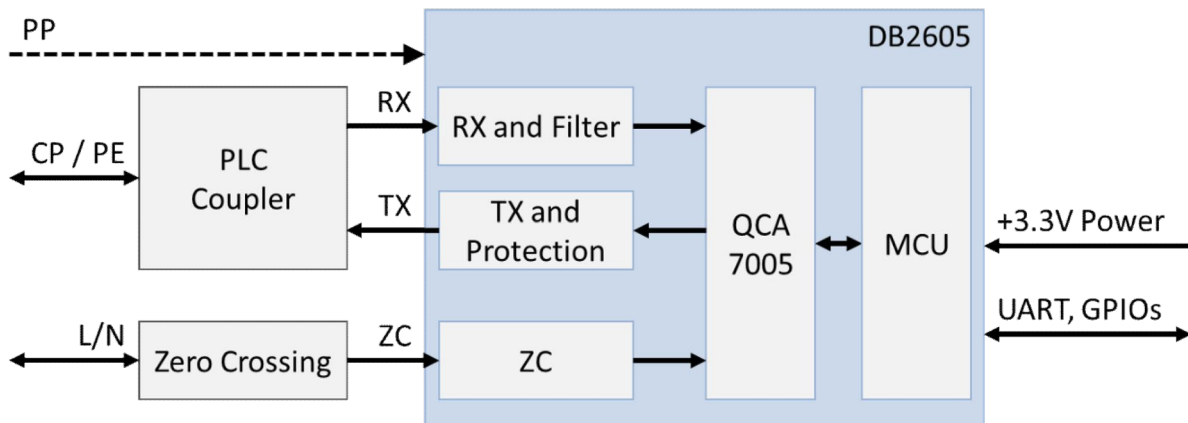 PP
DB2605
RX
RX and Filter
CP / PE
PLC
Coupler
TX
TX and
Protection
QCA
7005
MCU
+3.3V Power
UART, GPIOs
L/N
Zero Crossing
ZC
ZC